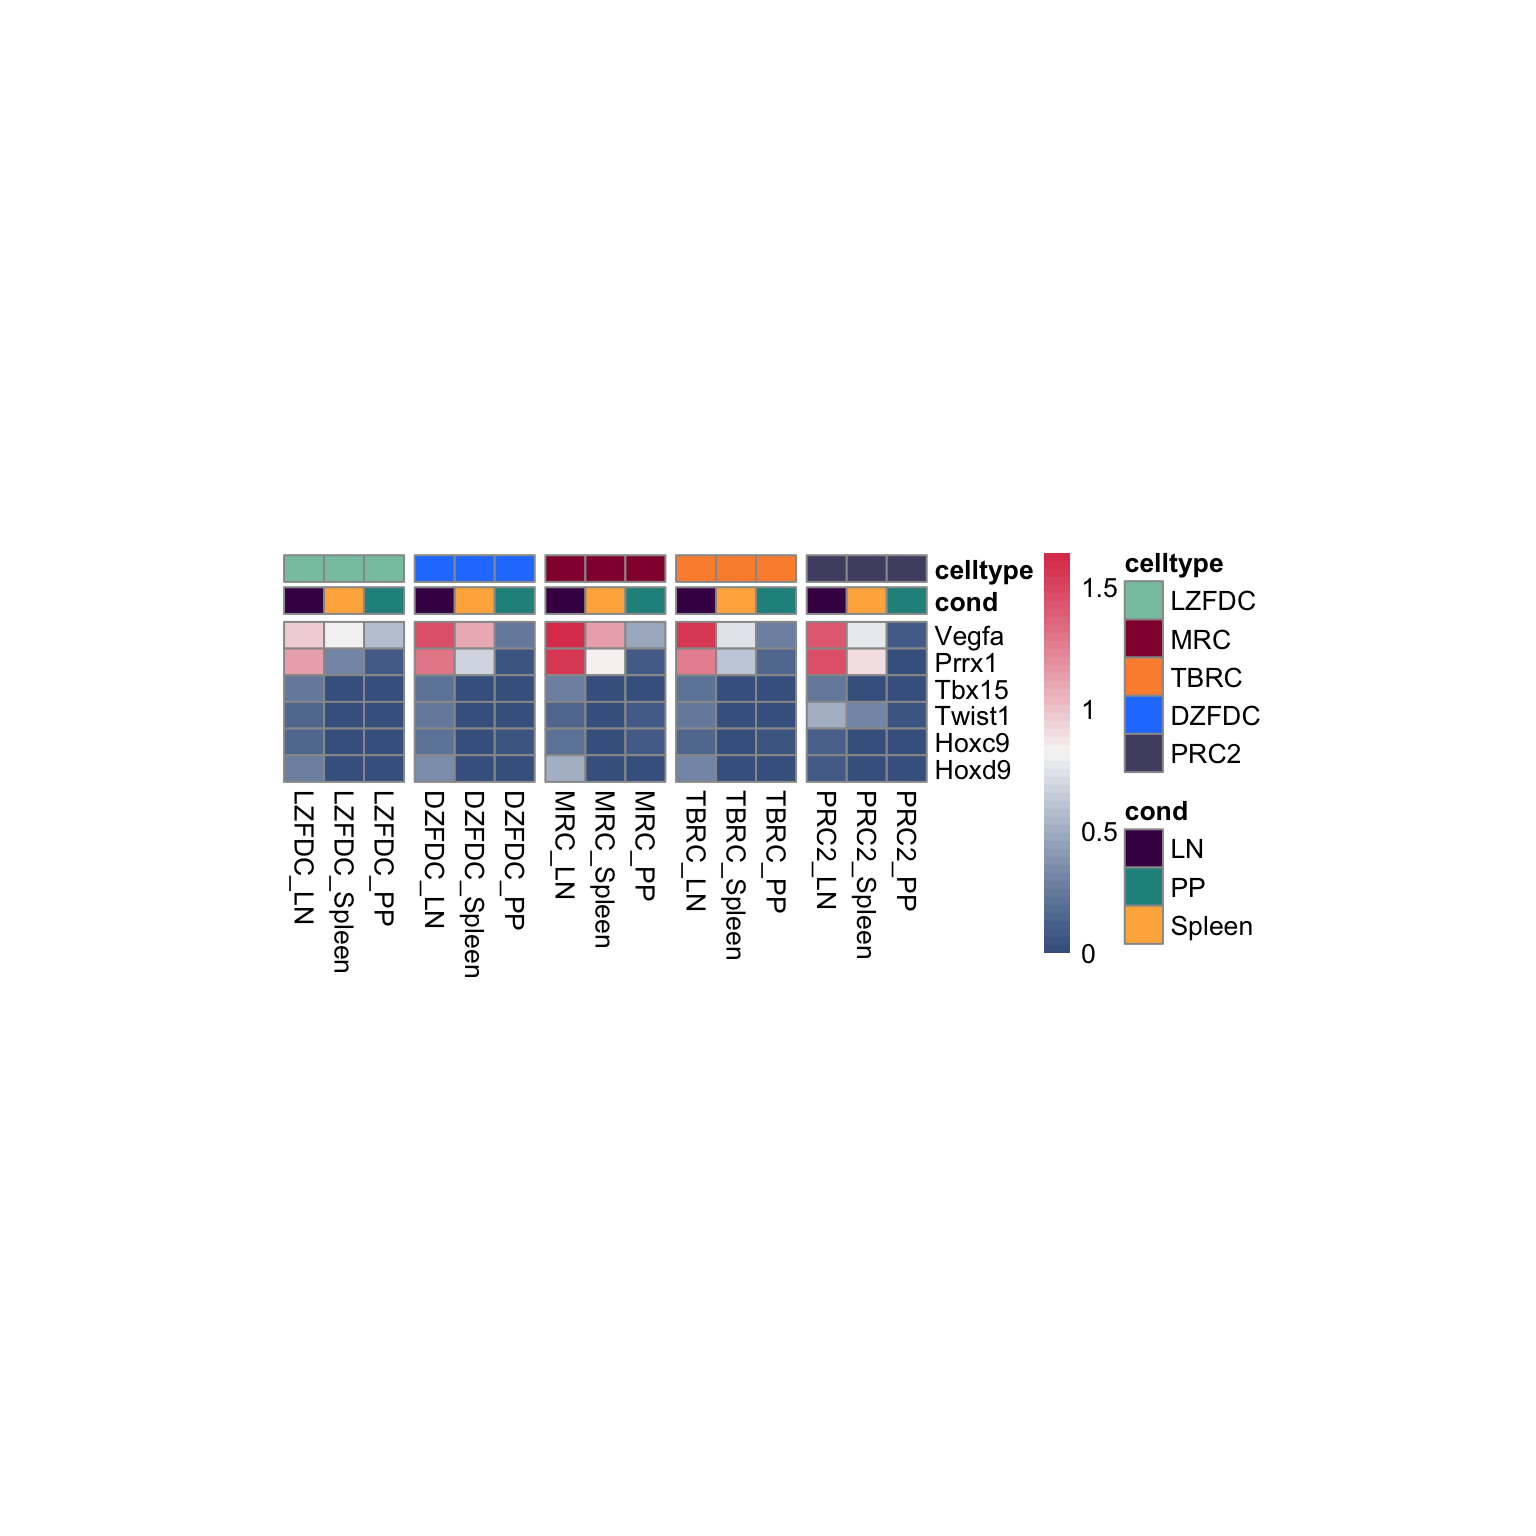 celltype
cond
Vegfa
Prrx1
Tbx15
Twist1
Hoxc9
Hoxd9
LZFDC_LN
LZFDC_Spleen
LZFDC_PP
DZFDC_LN
DZFDC_Spleen
DZFDC_PP
MRC_LN
MRC_Spleen
MRC_PP
TBRC_LN
TBRC_Spleen
TBRC_PP
PRC2_LN
PRC2_Spleen
PRC2_PP
1.5
1
0.5
0
celltype
LZFDC
MRC
TBRC
DZFDC
PRC2
cond
LN
PP
Spleen